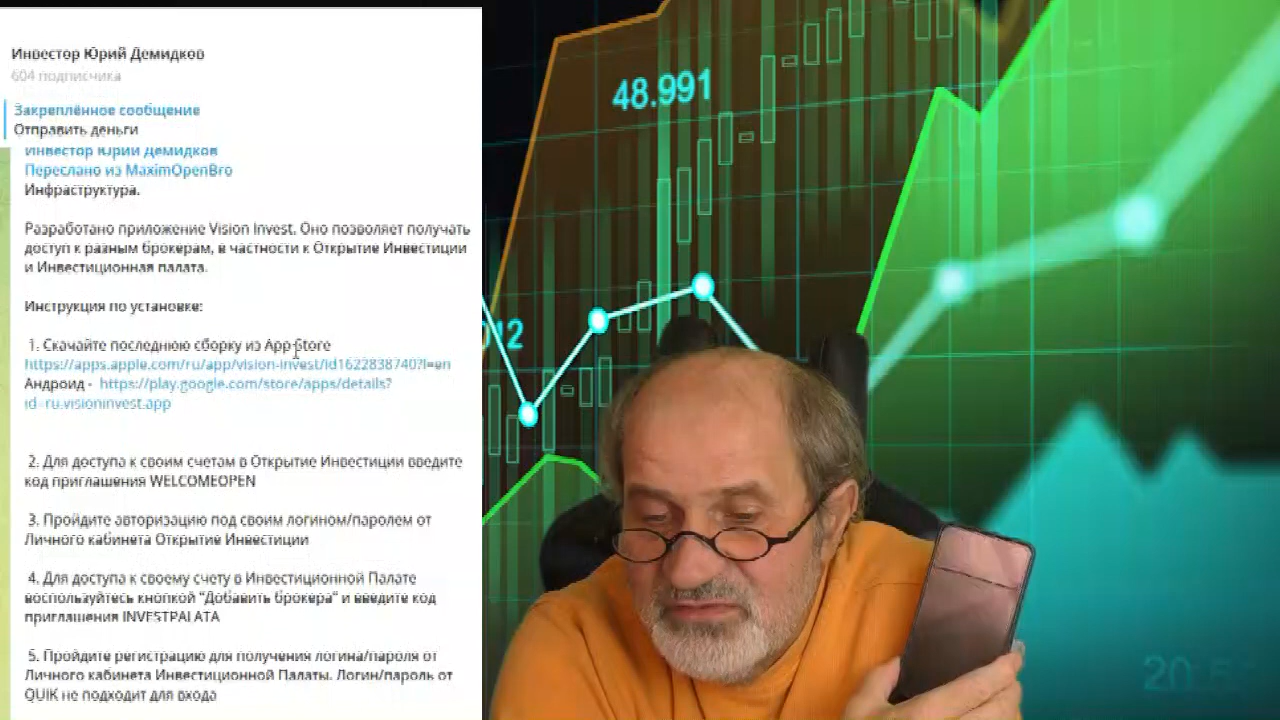 Инвестор Юрий Демидков
604 подписчика
Закреплённое сообщение
Отправить деньги
Инвестор Юрий Демидков
Переслано из MaximOpenBro
Инфраструктура.
Разработано приложение Vision Invest. Оно позволяет получать
доступ к разным брокерам, в частности к Открытие Инвестиции
и Инвестиционная палата.
Инструкция по установке:
1. Скачайте последнюю сборку из App Store
https://apps.apple.com/ru/app/vision-invest/id1622838740?l=en
Андроид - https://play.google.com/store/apps/details?
id=ru.visioninvest.app
2. Для доступа к своим счетам в Открытие Инвестиции введите
код приглашения WELCOMEOPEN
3. Пройдите авторизацию под своим логином/паролем от
Личного кабинета Открытие Инвестиции
4. Для доступа к своему счету в Инвестиционной Палате
воспользуйтесь кнопкой "Добавить брокера" и введите код
приглашения INVESTPALATA
5. Пройдите регистрацию для получения логина/пароля от
Личного кабинета Инвестиционной Палаты. Логин/пароль от
QUIK не подходит для входа
48.991